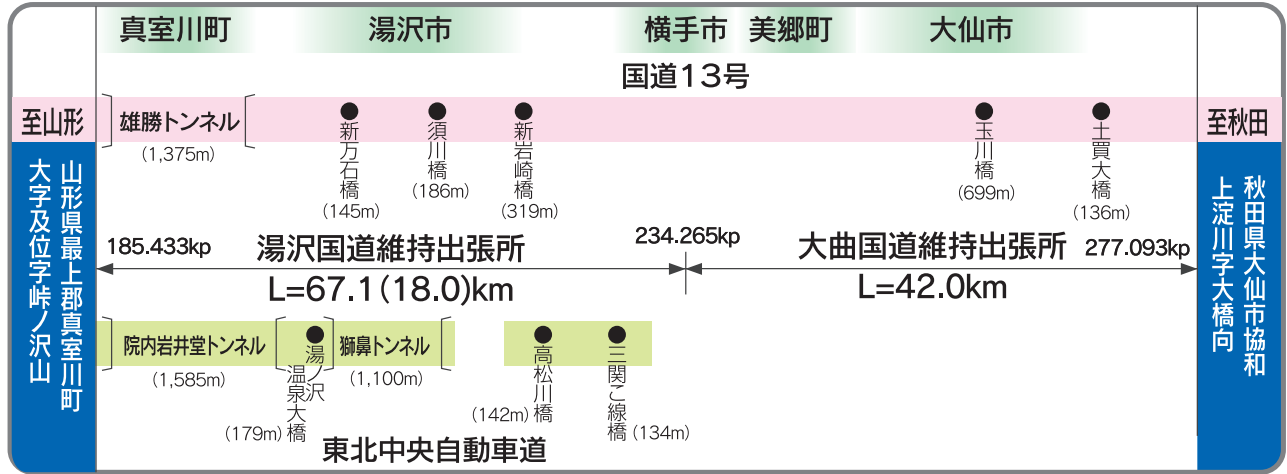 真室川町
湯沢市
横手市
美郷町
大仙市
国道13号
至山形
雄勝トンネル
(1,375m)
新万石橋
(145m)
須川橋
(186m)
新岩崎橋
(319m)
玉川橋
(699m)
土買大橋
(136m)
至秋田
山形県最上郡真室川町
大字及位字峠ノ沢山
185.433kp
湯沢国道維持出張所
L=67.1(18.0)km
234.265kp
大曲国道維持出張所
277.093kp
L=42.0km
秋田県大仙市協和
上淀川字大橋向
院内岩井堂トンネル
(1,585m)
湯ノ沢
温泉大橋
(179m)
獅鼻トンネル
(1,100m)
高松川橋
(142m)
三関こ線橋
(134m)
東北中央自動車道